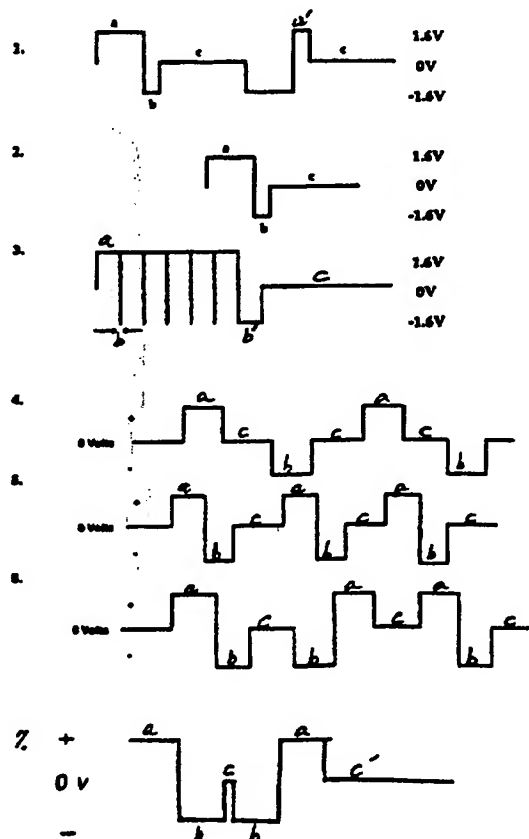 a a'
1. c c 1.6V
0V
b -1.6V
2. a 1.6V
c 0V
b -1.6V
3. a 1.6V
C 0V
b b' -1.6V
4. a a
+
0 Volts c c c
- b b
5. a a a
+
0 Volts c c c
- b b b
a a a
+
0 Volts C C c
- b b b
7. + a a
0 V c c'
- b b